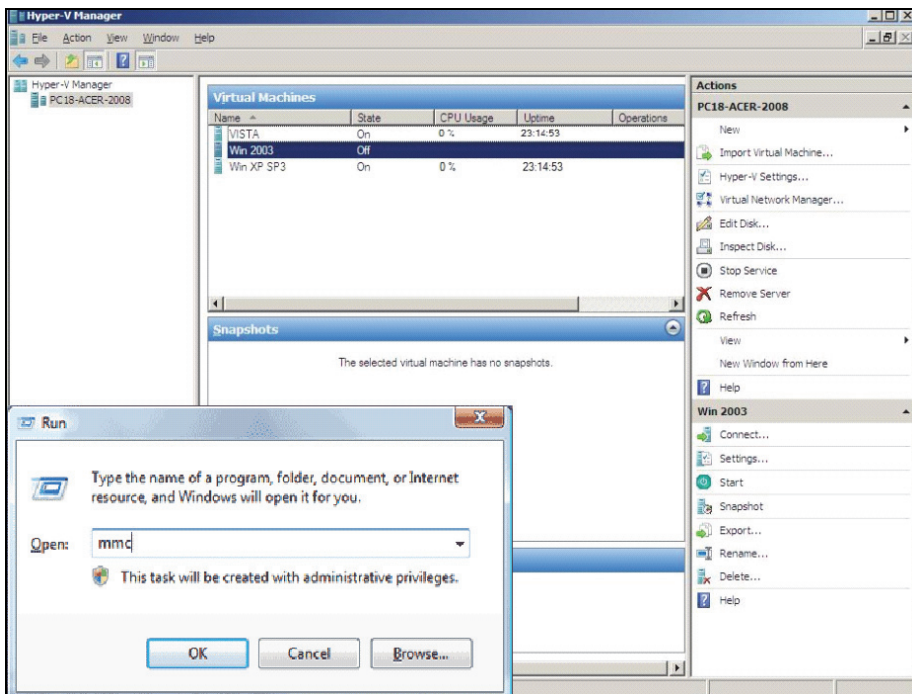 Hyper-V Manager
File Action View Window Help
Hyper-V Manager
PC18-ACER-2008
Virtual Machines
Name State CPU Usage Uptime Operations
VISTA On 0 % 23:14:53
Win 2003 Off
Win XP SP3 On 0 % 23:14:53
Snapshots
The selected virtual machine has no snapshots.
Actions
PC18-ACER-2008
New
Import Virtual Machine...
Hyper-V Settings...
Virtual Network Manager...
Edit Disk...
Inspect Disk...
Stop Service
Remove Server
Refresh
View
New Window from Here
Help
Win 2003
Connect...
Settings...
Start
Snapshot
Export...
Rename...
Delete...
Help
Run
Type the name of a program, folder, document, or Internet
resource, and Windows will open it for you.
Open: mmc
This task will be created with administrative privileges.
OK Cancel Browse...